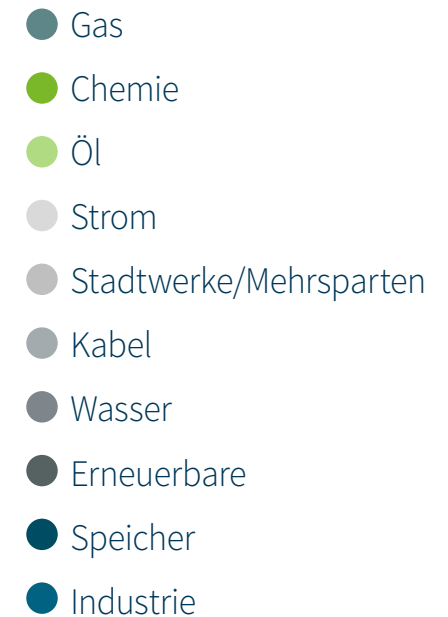 Gas
Chemie
Öl
Strom
Stadtwerke/Mehrsparten
Kabel
Wasser
Erneuerbare
Speicher
Industrie